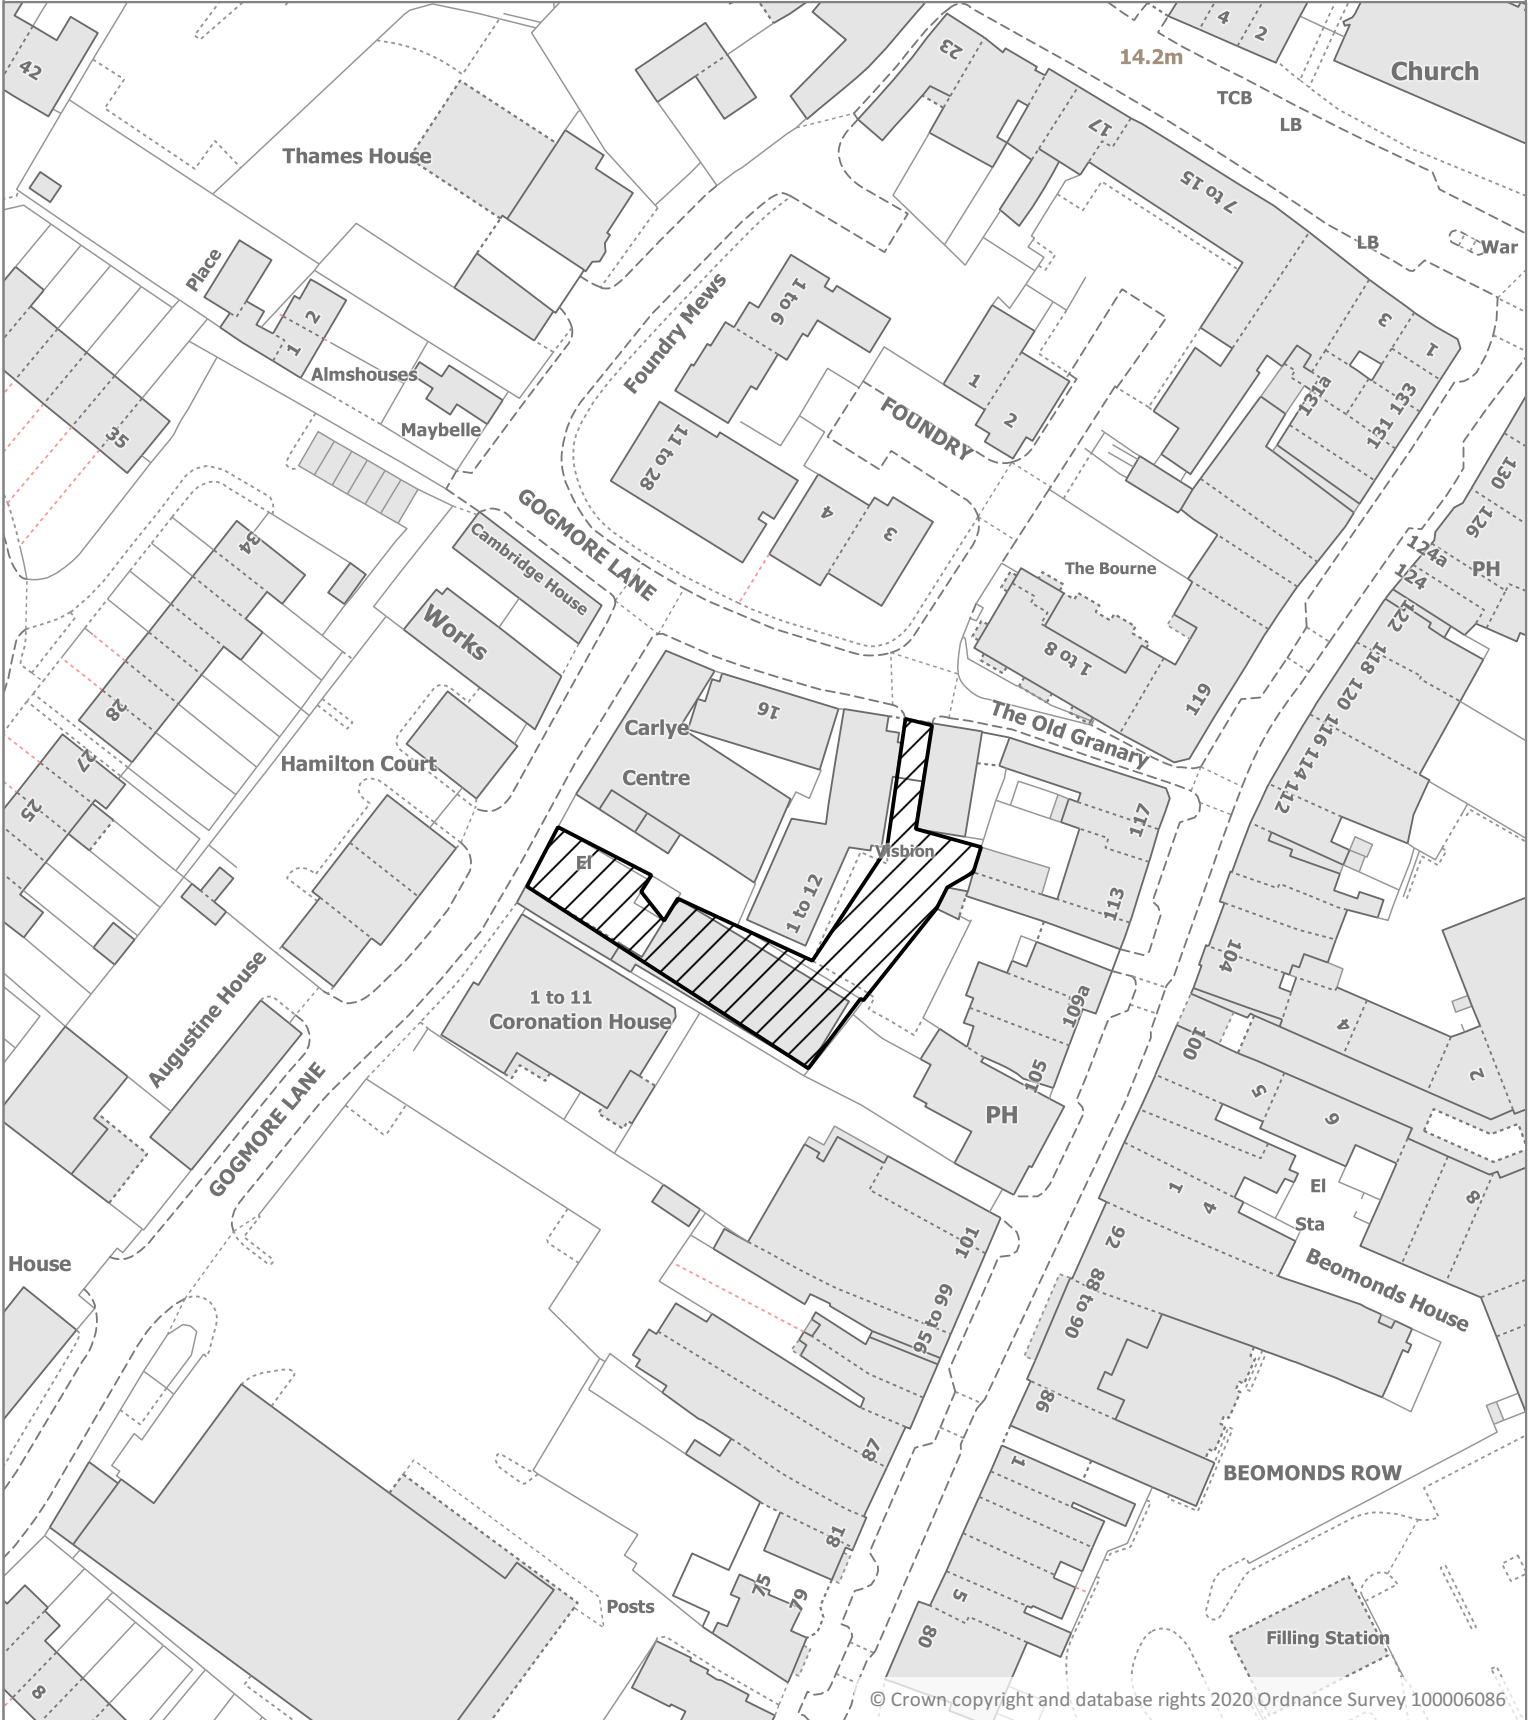 4
2
23
14.2m
Church
42
TCB
17
LB
Thames House
7 to 15
LB
War
Place
1 to 6
Foundry Mews
2
3
1
1
Almshouses
1
131a
133
2
FOUNDRY
131
Maybelle
35
11 to 28
130
GOGMORE LANE
4
3
126
34
124a
Cambridge House
The Bourne
PH
124
122
Works
1 to 8
118
120
119
28
16
The Old Granary
116
Carlye
Centre
Hamilton Court
27
114
112
25
117
Visbion
El
1 to 12
113
104
Augustine House
1 to 11
Coronation House
109a
4
100
105
2
GOGMORE LANE
PH
5
9
El
1
4
8
Sta
101
92
House
Beomonds House
88 to 90
95 to 99
86
87
1
BEOMONDS ROW
81
75
79
5
Posts
80
Filling Station
8
© Crown copyright and database rights 2020 Ordnance Survey 100006086